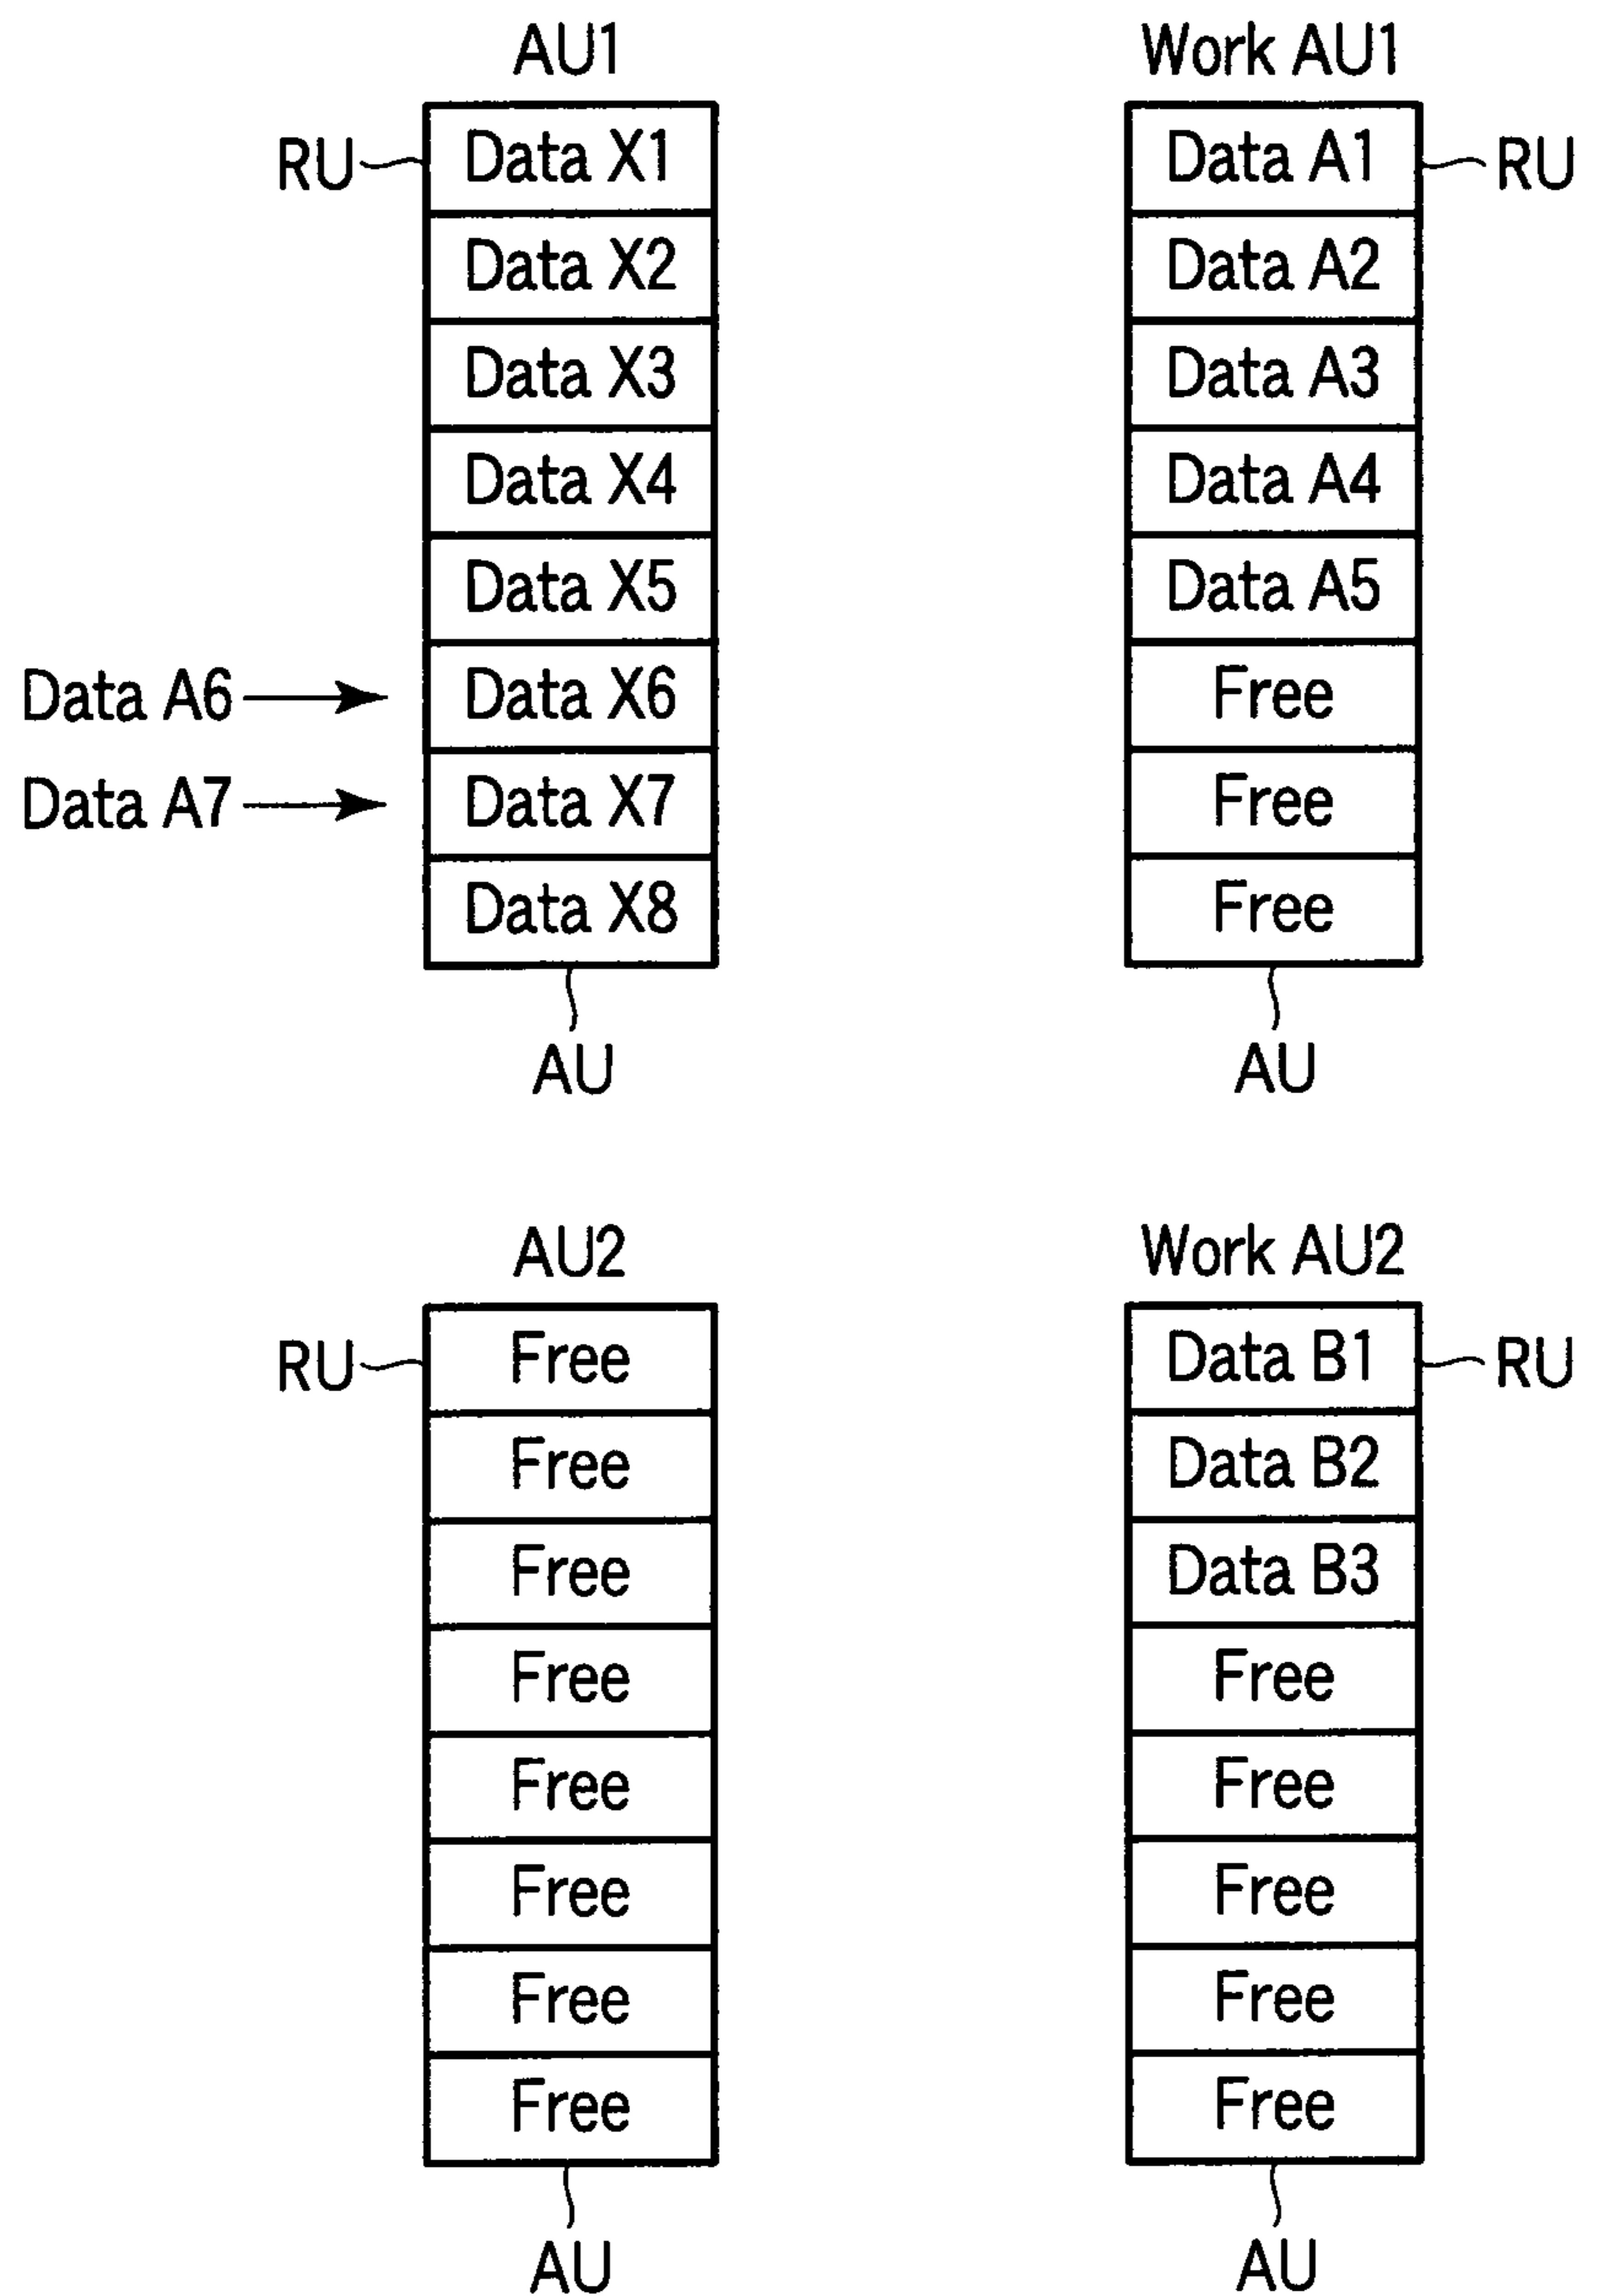 AU1
RU
Data X1
Data X2
Data X3
Data X4
Data X5
Data A6
Data X6
Data A7
Data X7
Data X8
AU
Work AU1
Data A1
RU
Data A2
Data A3
Data A4
Data A5
Free
Free
Free
AU
AU2
RU
Free
Free
Free
Free
Free
Free
Free
Free
AU
Work AU2
Data B1
RU
Data B2
Data B3
Free
Free
Free
Free
Free
AU